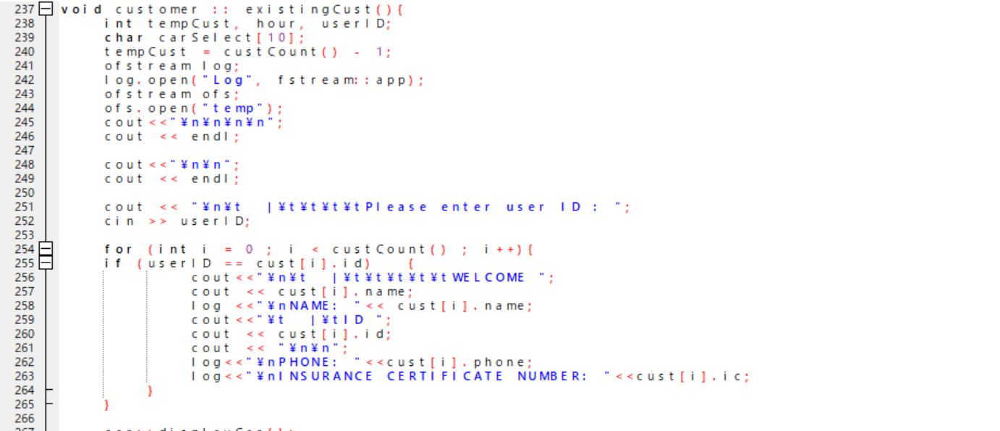 237 void customer :: existingCust(){
238 int tempCust, hour, userID;
239 char carSelect[10];
240 tempCust = custCount() - 1;
241 ofstream log;
242 log.open("Log", fstream::app);
243 ofstream ofs;
244 ofs.open("temp");
245 cout<<"¥n¥n¥n¥n";
246 cout << endl;
247
248 cout<<"¥n¥n";
249 cout << endl;
250
251 cout << "¥n¥t |¥t¥t¥t¥tPlease enter user ID : ";
252 cin >> userID;
253
254 for (int i = 0 ; i < custCount() ; i++){
255 if (userID == cust[i].id) {
256 cout<<"¥n¥t |¥t¥t¥t¥t¥tWELCOME ";
257 cout << cust[i].name;
258 log <<"¥nNAME: "<< cust[i].name;
259 cout<<"¥t |¥tID ";
260 cout << cust[i].id;
261 cout << "¥n¥n";
262 log<<"¥nPHONE: "<<cust[i].phone;
263 log<<"¥nINSURANCE CERTIFICATE NUMBER: "<<cust[i].ic;
264 }
265 }
266